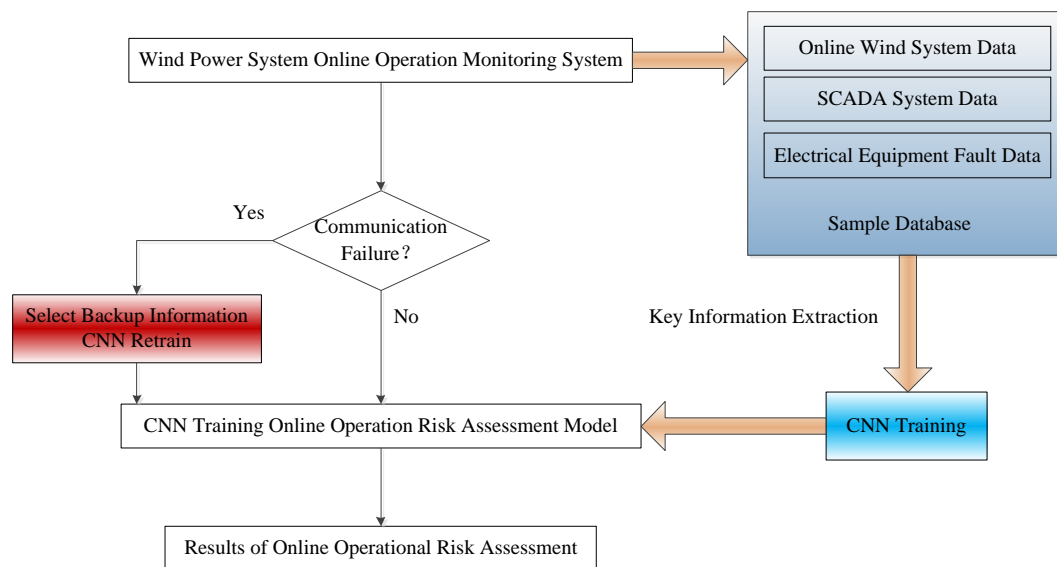 Wind Power System Online Operation Monitoring System
Online Wind System Data
SCADA System Data
Electrical Equipment Fault Data
Sample Database
Yes
Communication
Failure？
No
Select Backup Information
CNN Retrain
Key Information Extraction
CNN Training Online Operation Risk Assessment Model
CNN Training
Results of Online Operational Risk Assessment